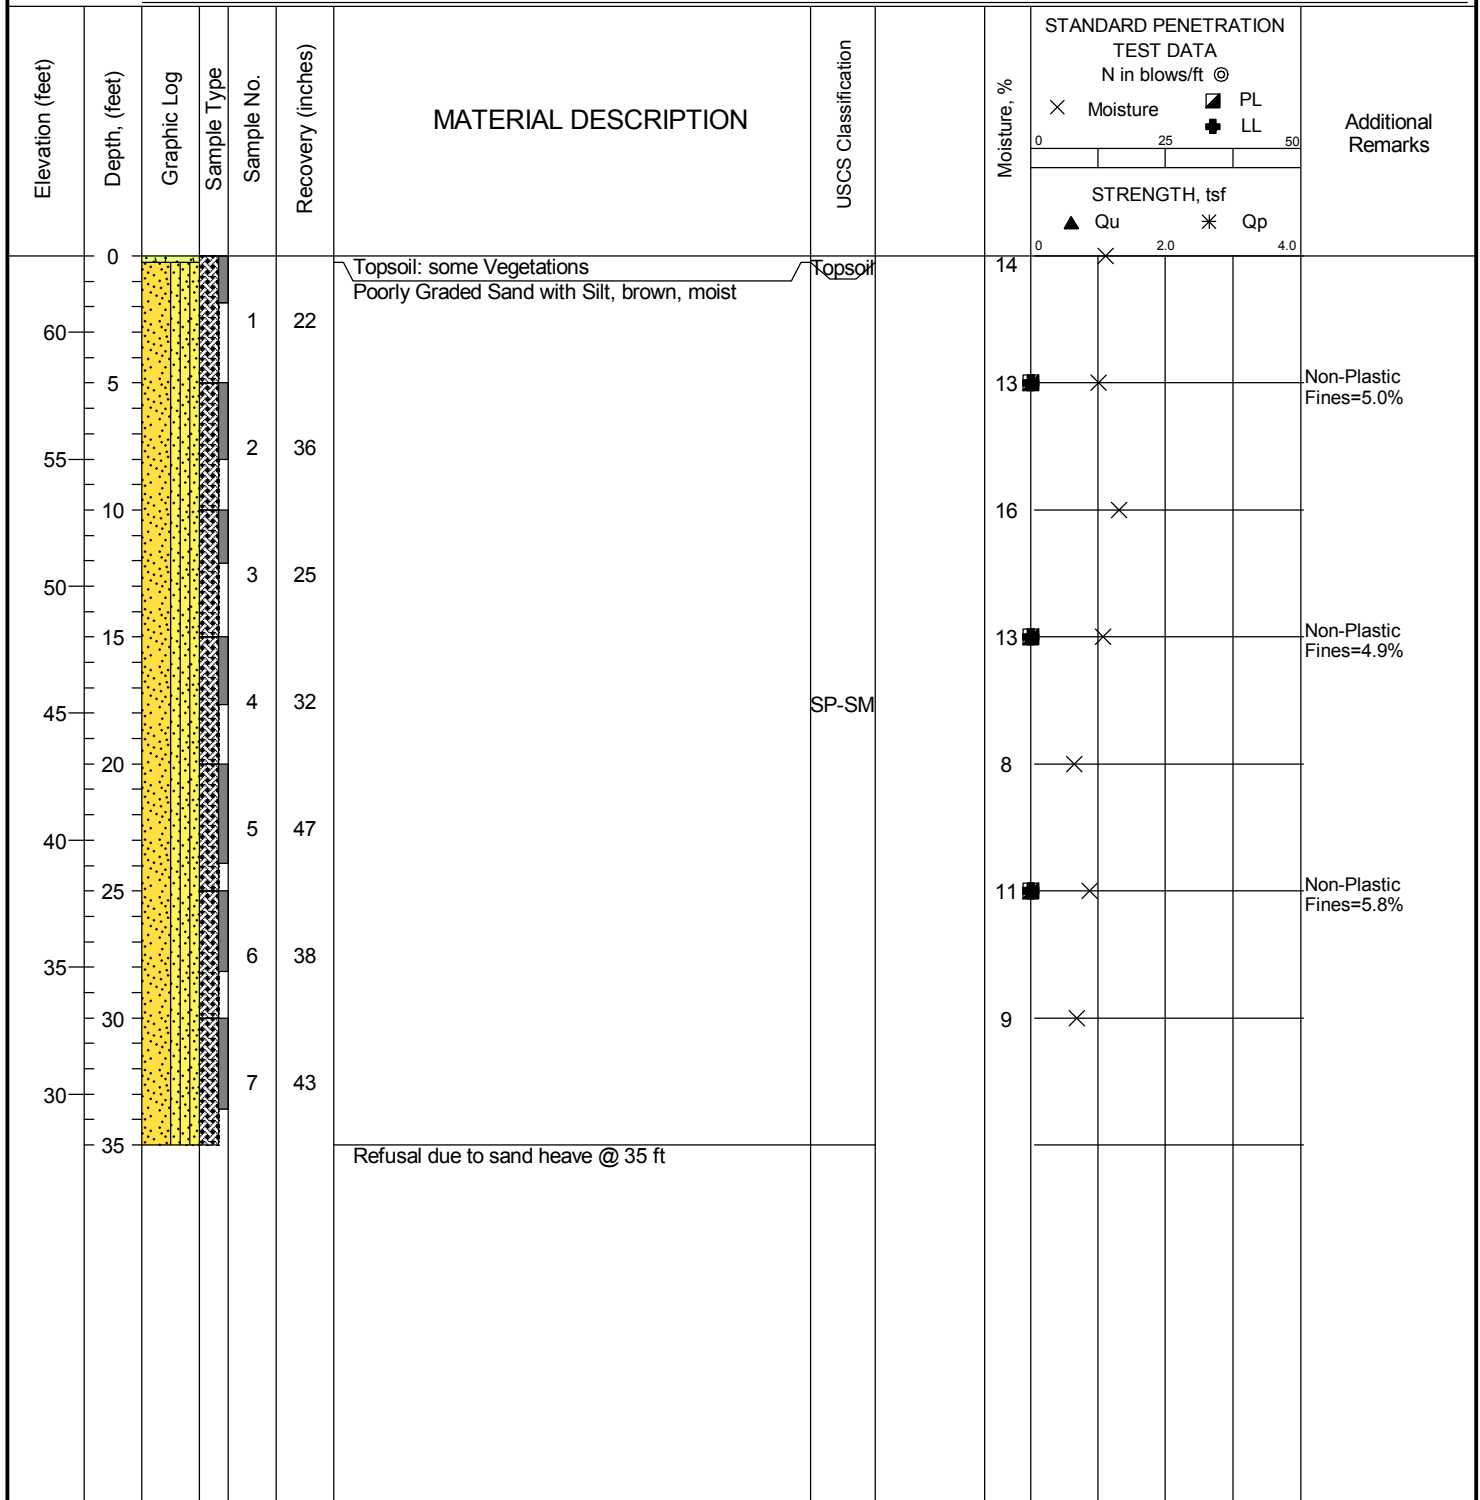 Elevation (feet)
Depth, (feet)
Graphic Log
Sample Type
Sample No.
Recovery (inches)
MATERIAL DESCRIPTION
USCS Classification
Moisture, %
STANDARD PENETRATION
TEST DATA
N in blows/ft
Moisture
PL
LL
0 25 50
STRENGTH, tsf
Qu Qp
0 2.0 4.0
Additional
Remarks
0 Topsoil: some Vegetations Topsoil 14
Poorly Graded Sand with Silt, brown, moist
1 22
60
5 13 Non-Plastic
Fines=5.0%
2 36
55
10 16
3 25
50
15 13 Non-Plastic
Fines=4.9%
4 32 SP-SM
45
20 8
5 47
40
25 11 Non-Plastic
Fines=5.8%
6 38
35
30 9
7 43
30
35
Refusal due to sand heave @ 35 ft